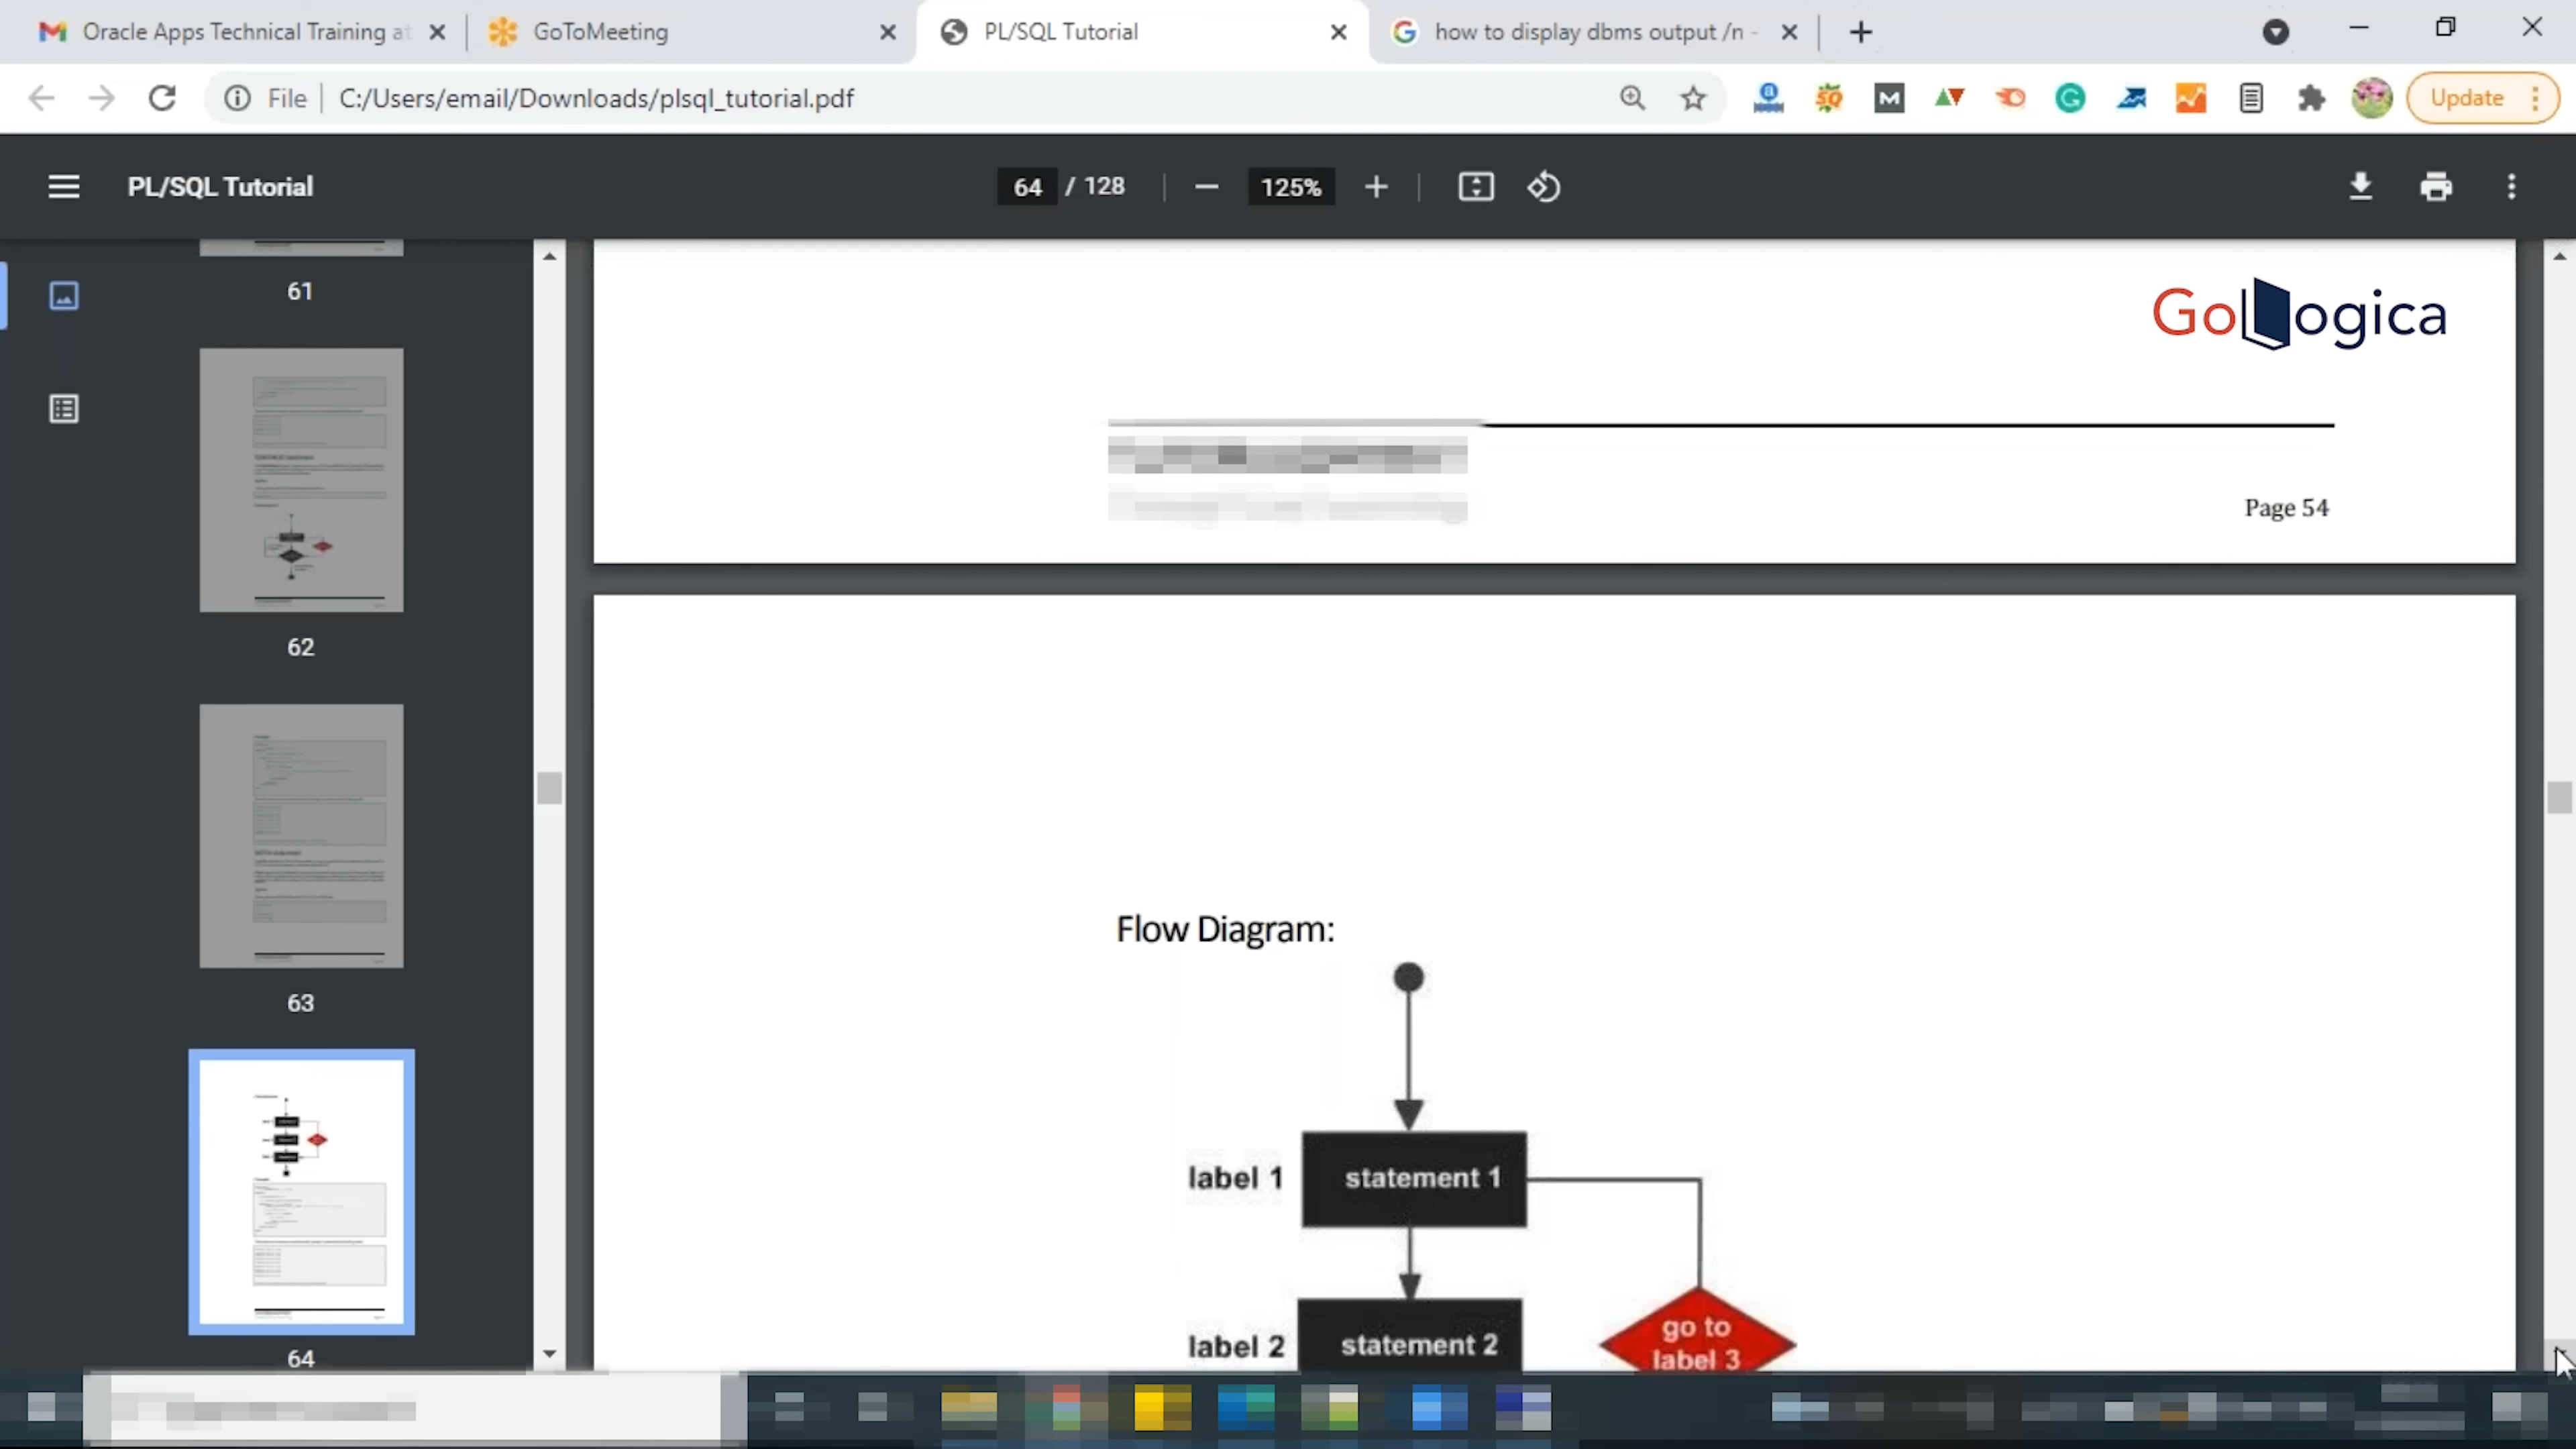 Oracle Apps Technical Training at
GoToMeeting
PL/SQL Tutorial
how to display dbms output /n -
File
C:/Users/email/Downloads/plsql_tutorial.pdf
Update
PL/SQL Tutorial
64 / 128
125%
61
62
63
64
GoLogica
Page 54
Flow Diagram:
label 1
statement 1
label 2
statement 2
go to
label 3